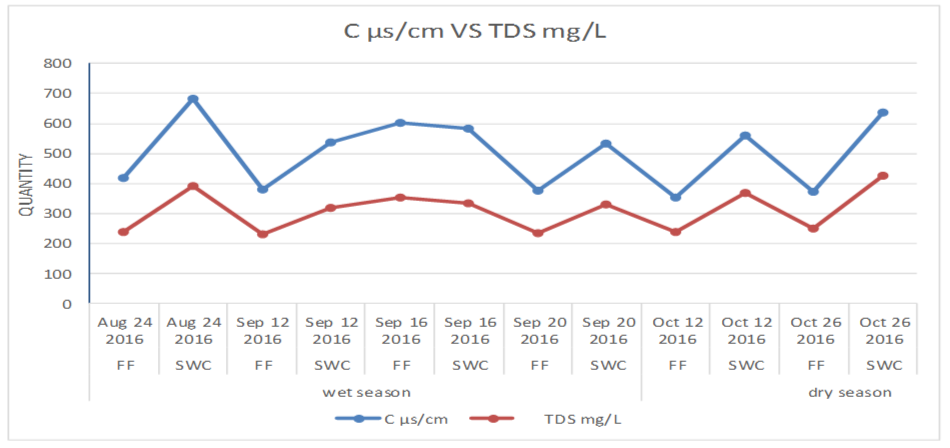 C µs/cm VS TDS mg/L
800
700
600
500
400
300
200
100
0
QUANTITY
Aug 24 Aug 24 Sep 12 Sep 12 Sep 16 Sep 16 Sep 20 Sep 20 Oct 12 Oct 12 Oct 26 Oct 26
2016 2016 2016 2016 2016 2016 2016 2016 2016 2016 2016 2016
FF SWC FF SWC FF SWC FF SWC FF SWC FF SWC
wet season dry season
C µs/cm TDS mg/L